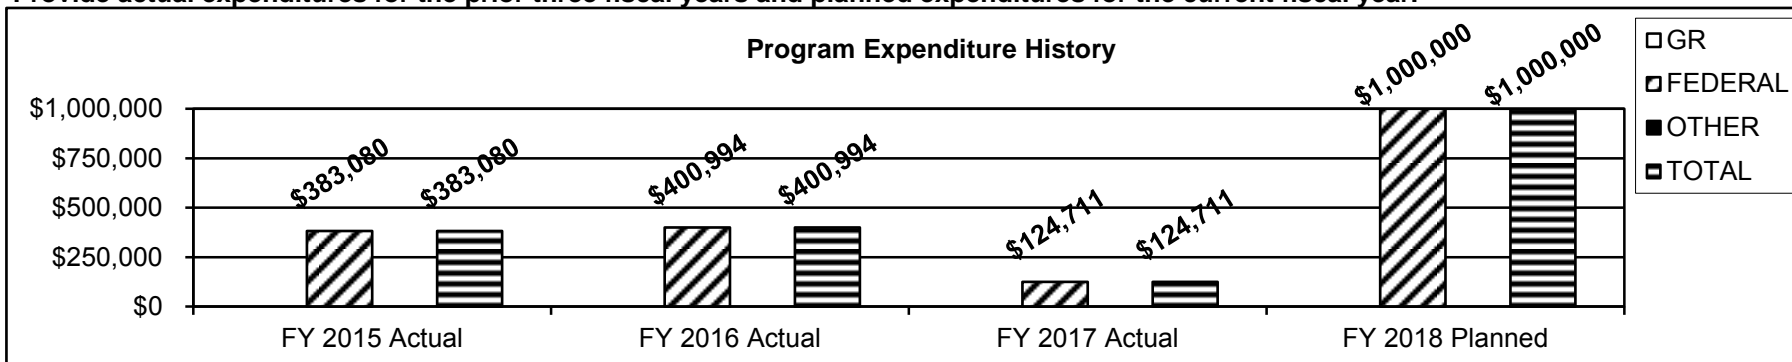 Provide actual expenditures for the prior three fiscal years and planned expenditures for the current fiscal year.
Program Expenditure History
GR
FEDERAL
OTHER
TOTAL
$1,000,000
$750,000
$500,000
$250,000
$0
$383,080
$383,080
$400,994
$400,994
$124,711
$124,711
$1,000,000
$1,000,000
FY 2015 Actual
FY 2016 Actual
FY 2017 Actual
FY 2018 Planned